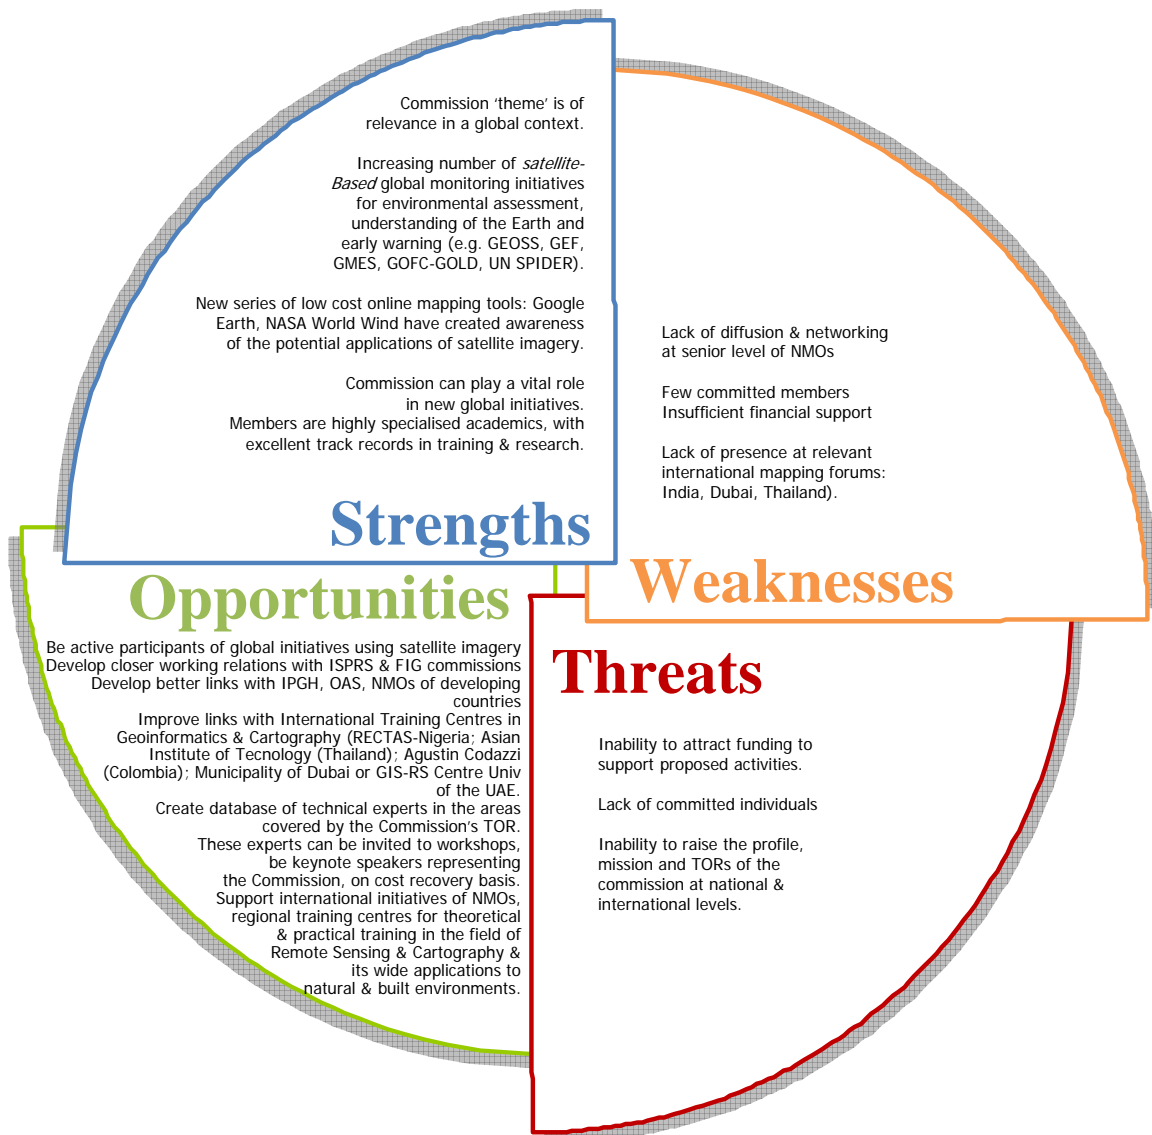 Commission ‘theme’ is of
relevance in a global context.
Increasing number of satellite-
Based global monitoring initiatives
for environmental assessment,
understanding of the Earth and
early warning (e.g. GEOSS, GEF,
GMES, GOFC-GOLD, UN SPIDER).
New series of low cost online mapping tools: Google
Earth, NASA World Wind have created awareness
of the potential applications of satellite imagery.
Commission can play a vital role
in new global initiatives.
Members are highly specialised academics, with
excellent track records in training & research.
Strengths
Lack of diffusion & networking
at senior level of NMOs
Few committed members
Insufficient financial support
Lack of presence at relevant
international mapping forums:
India, Dubai, Thailand).
Weaknesses
Opportunities
Be active participants of global initiatives using satellite imagery
Develop closer working relations with ISPRS & FIG commissions
Develop better links with IPGH, OAS, NMOs of developing
countries
Improve links with International Training Centres in
Geoinformatics & Cartography (RECTAS-Nigeria; Asian
Institute of Tecnology (Thailand); Agustin Codazzi
(Colombia); Municipality of Dubai or GIS-RS Centre Univ
of the UAE.
Create database of technical experts in the areas
covered by the Commission’s TOR.
These experts can be invited to workshops,
be keynote speakers representing
the Commission, on cost recovery basis.
Support international initiatives of NMOs,
regional training centres for theoretical
& practical training in the field of
Remote Sensing & Cartography &
its wide applications to
natural & built environments.
Threats
Inability to attract funding to
support proposed activities.
Lack of committed individuals
Inability to raise the profile,
mission and TORs of the
commission at national &
international levels.